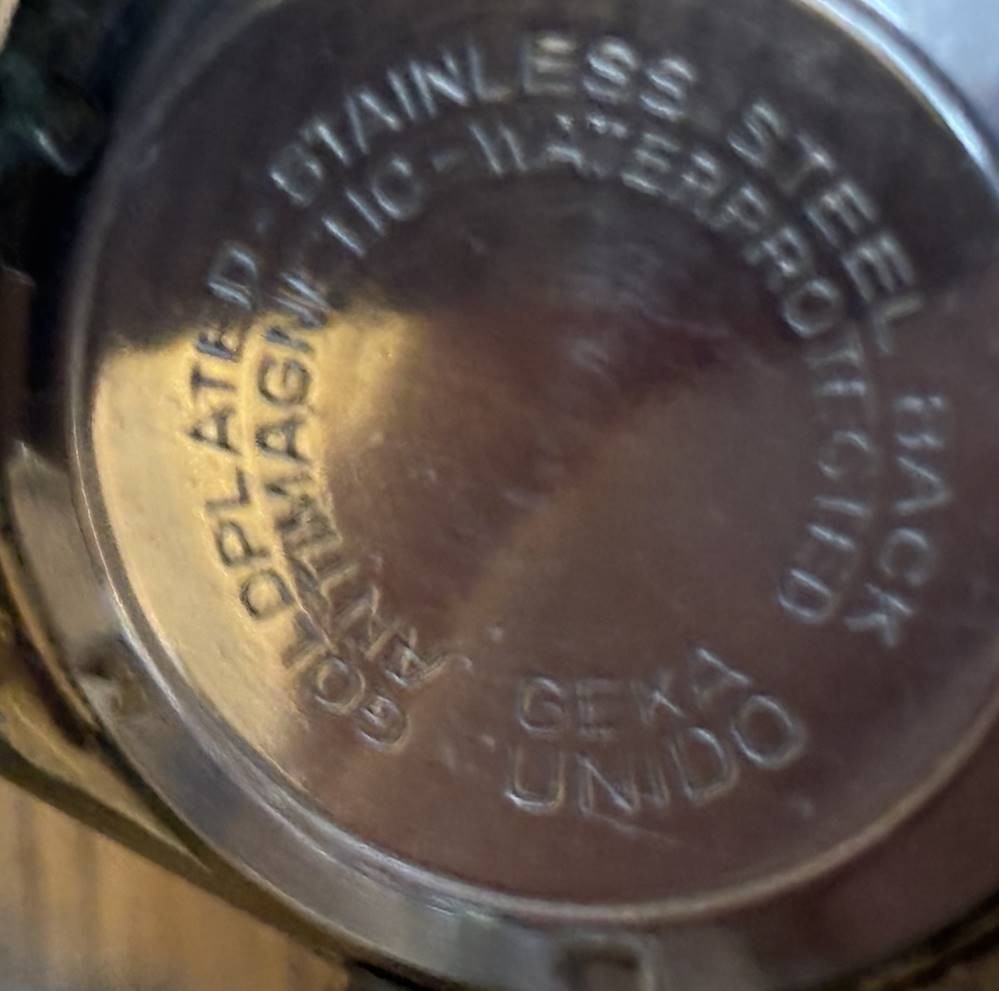 GOLDPLATED-STAINLESS STEEL BACK
ANTIMAGNETIC-WATERPROTECTED
GEKA
UNIDO